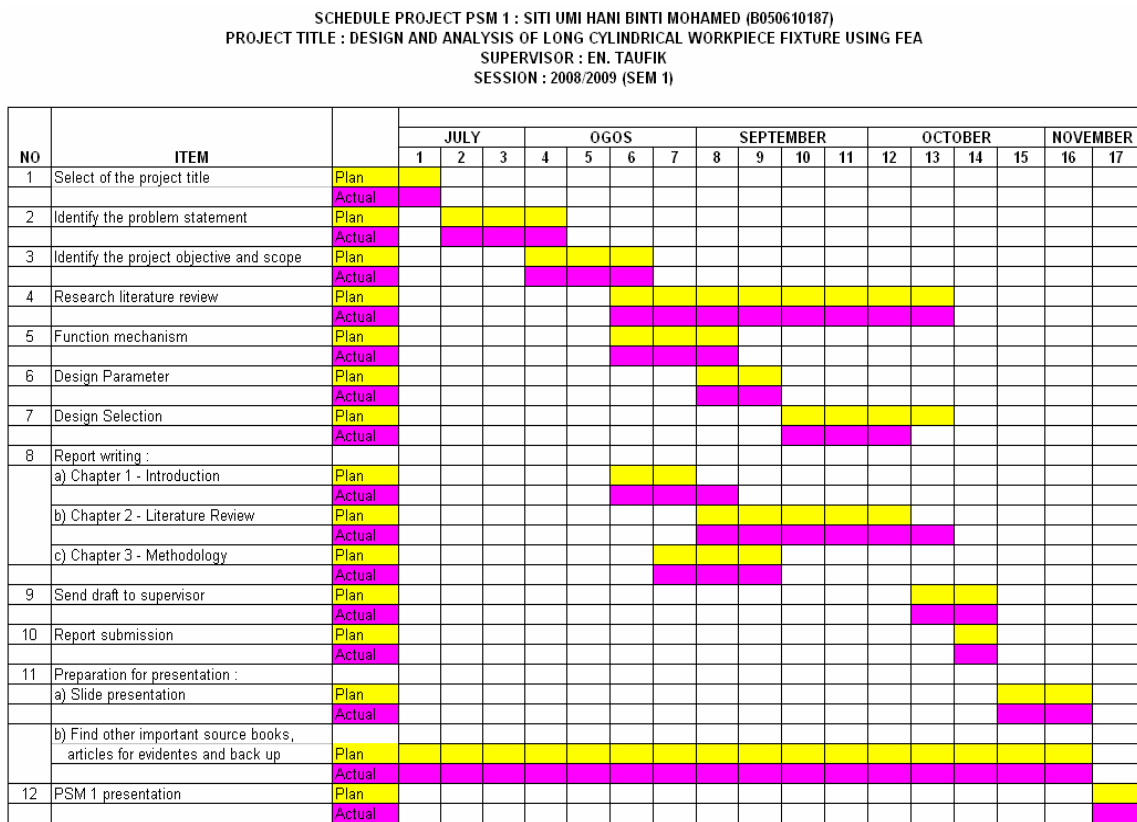 SCHEDULE PROJECT PSM 1 : SITI UMI HANI BINTI MOHAMED (B050610187)
PROJECT TITLE : DESIGN AND ANALYSIS OF LONG CYLINDRICAL WORKPIECE FIXTURE USING FEA
SUPERVISOR : EN. TAUFIK
SESSION : 2008/2009 (SEM 1)
JULY OGOS SEPTEMBER OCTOBER NOVEMBER
NO ITEM 1 2 3 4 5 6 7 8 9 10 11 12 13 14 15 16 17
1 Select of the project title Plan
Actual
2 Identify the problem statement Plan
Actual
3 Identify the project objective and scope Plan
Actual
4 Research literature review Plan
Actual
5 Function mechanism Plan
Actual
6 Design Parameter Plan
Actual
7 Design Selection Plan
Actual
8 Report writing :
a) Chapter 1 - Introduction Plan
Actual
b) Chapter 2 - Literature Review Plan
Actual
c) Chapter 3 - Methodology Plan
Actual
9 Send draft to supervisor Plan
Actual
10 Report submission Plan
Actual
11 Preparation for presentation :
a) Slide presentation Plan
Actual
b) Find other important source books,
articles for evidentes and back up Plan
Actual
12 PSM 1 presentation Plan
Actual